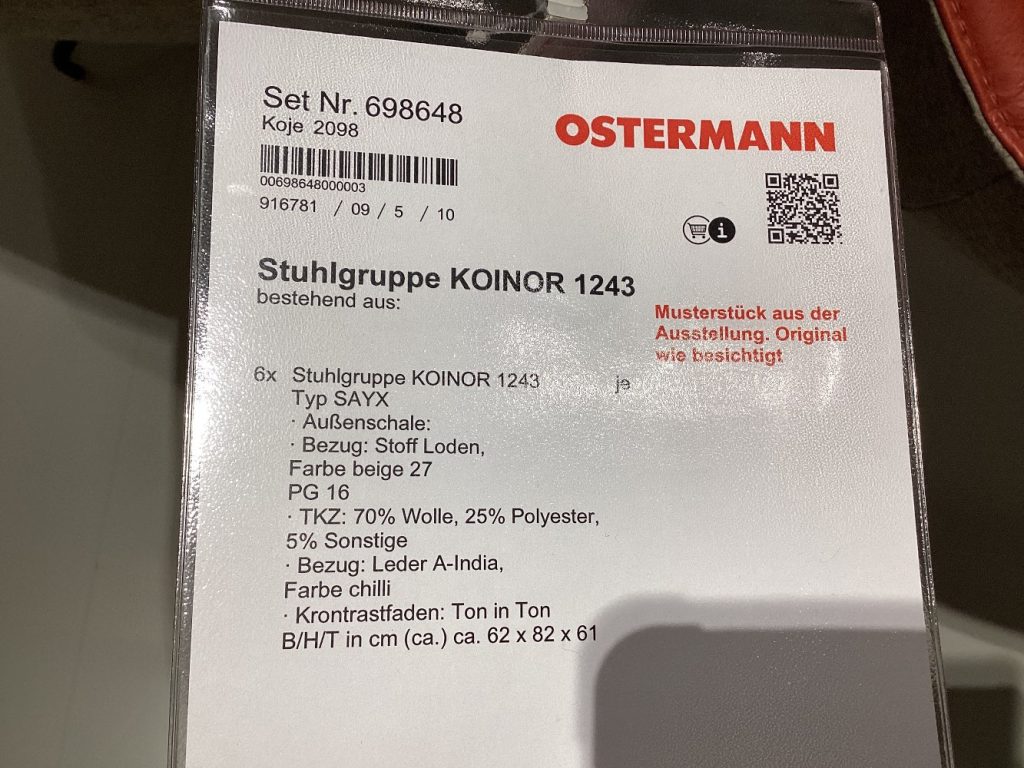 Set Nr. 698648
Koje 2098
OSTERMANN
00698648000003
916781 / 09 / 5 / 10
Stuhlgruppe KOINOR 1243
bestehend aus:
Musterstück aus der
Ausstellung. Original
wie besichtigt
6x Stuhlgruppe KOINOR 1243 je
Typ SAYX
· Außenschale:
· Bezug: Stoff Loden,
Farbe beige 27
PG 16
· TKZ: 70% Wolle, 25% Polyester,
5% Sonstige
· Bezug: Leder A-India,
Farbe chilli
· Krontrastfaden: Ton in Ton
B/H/T in cm (ca.) ca. 62 x 82 x 61